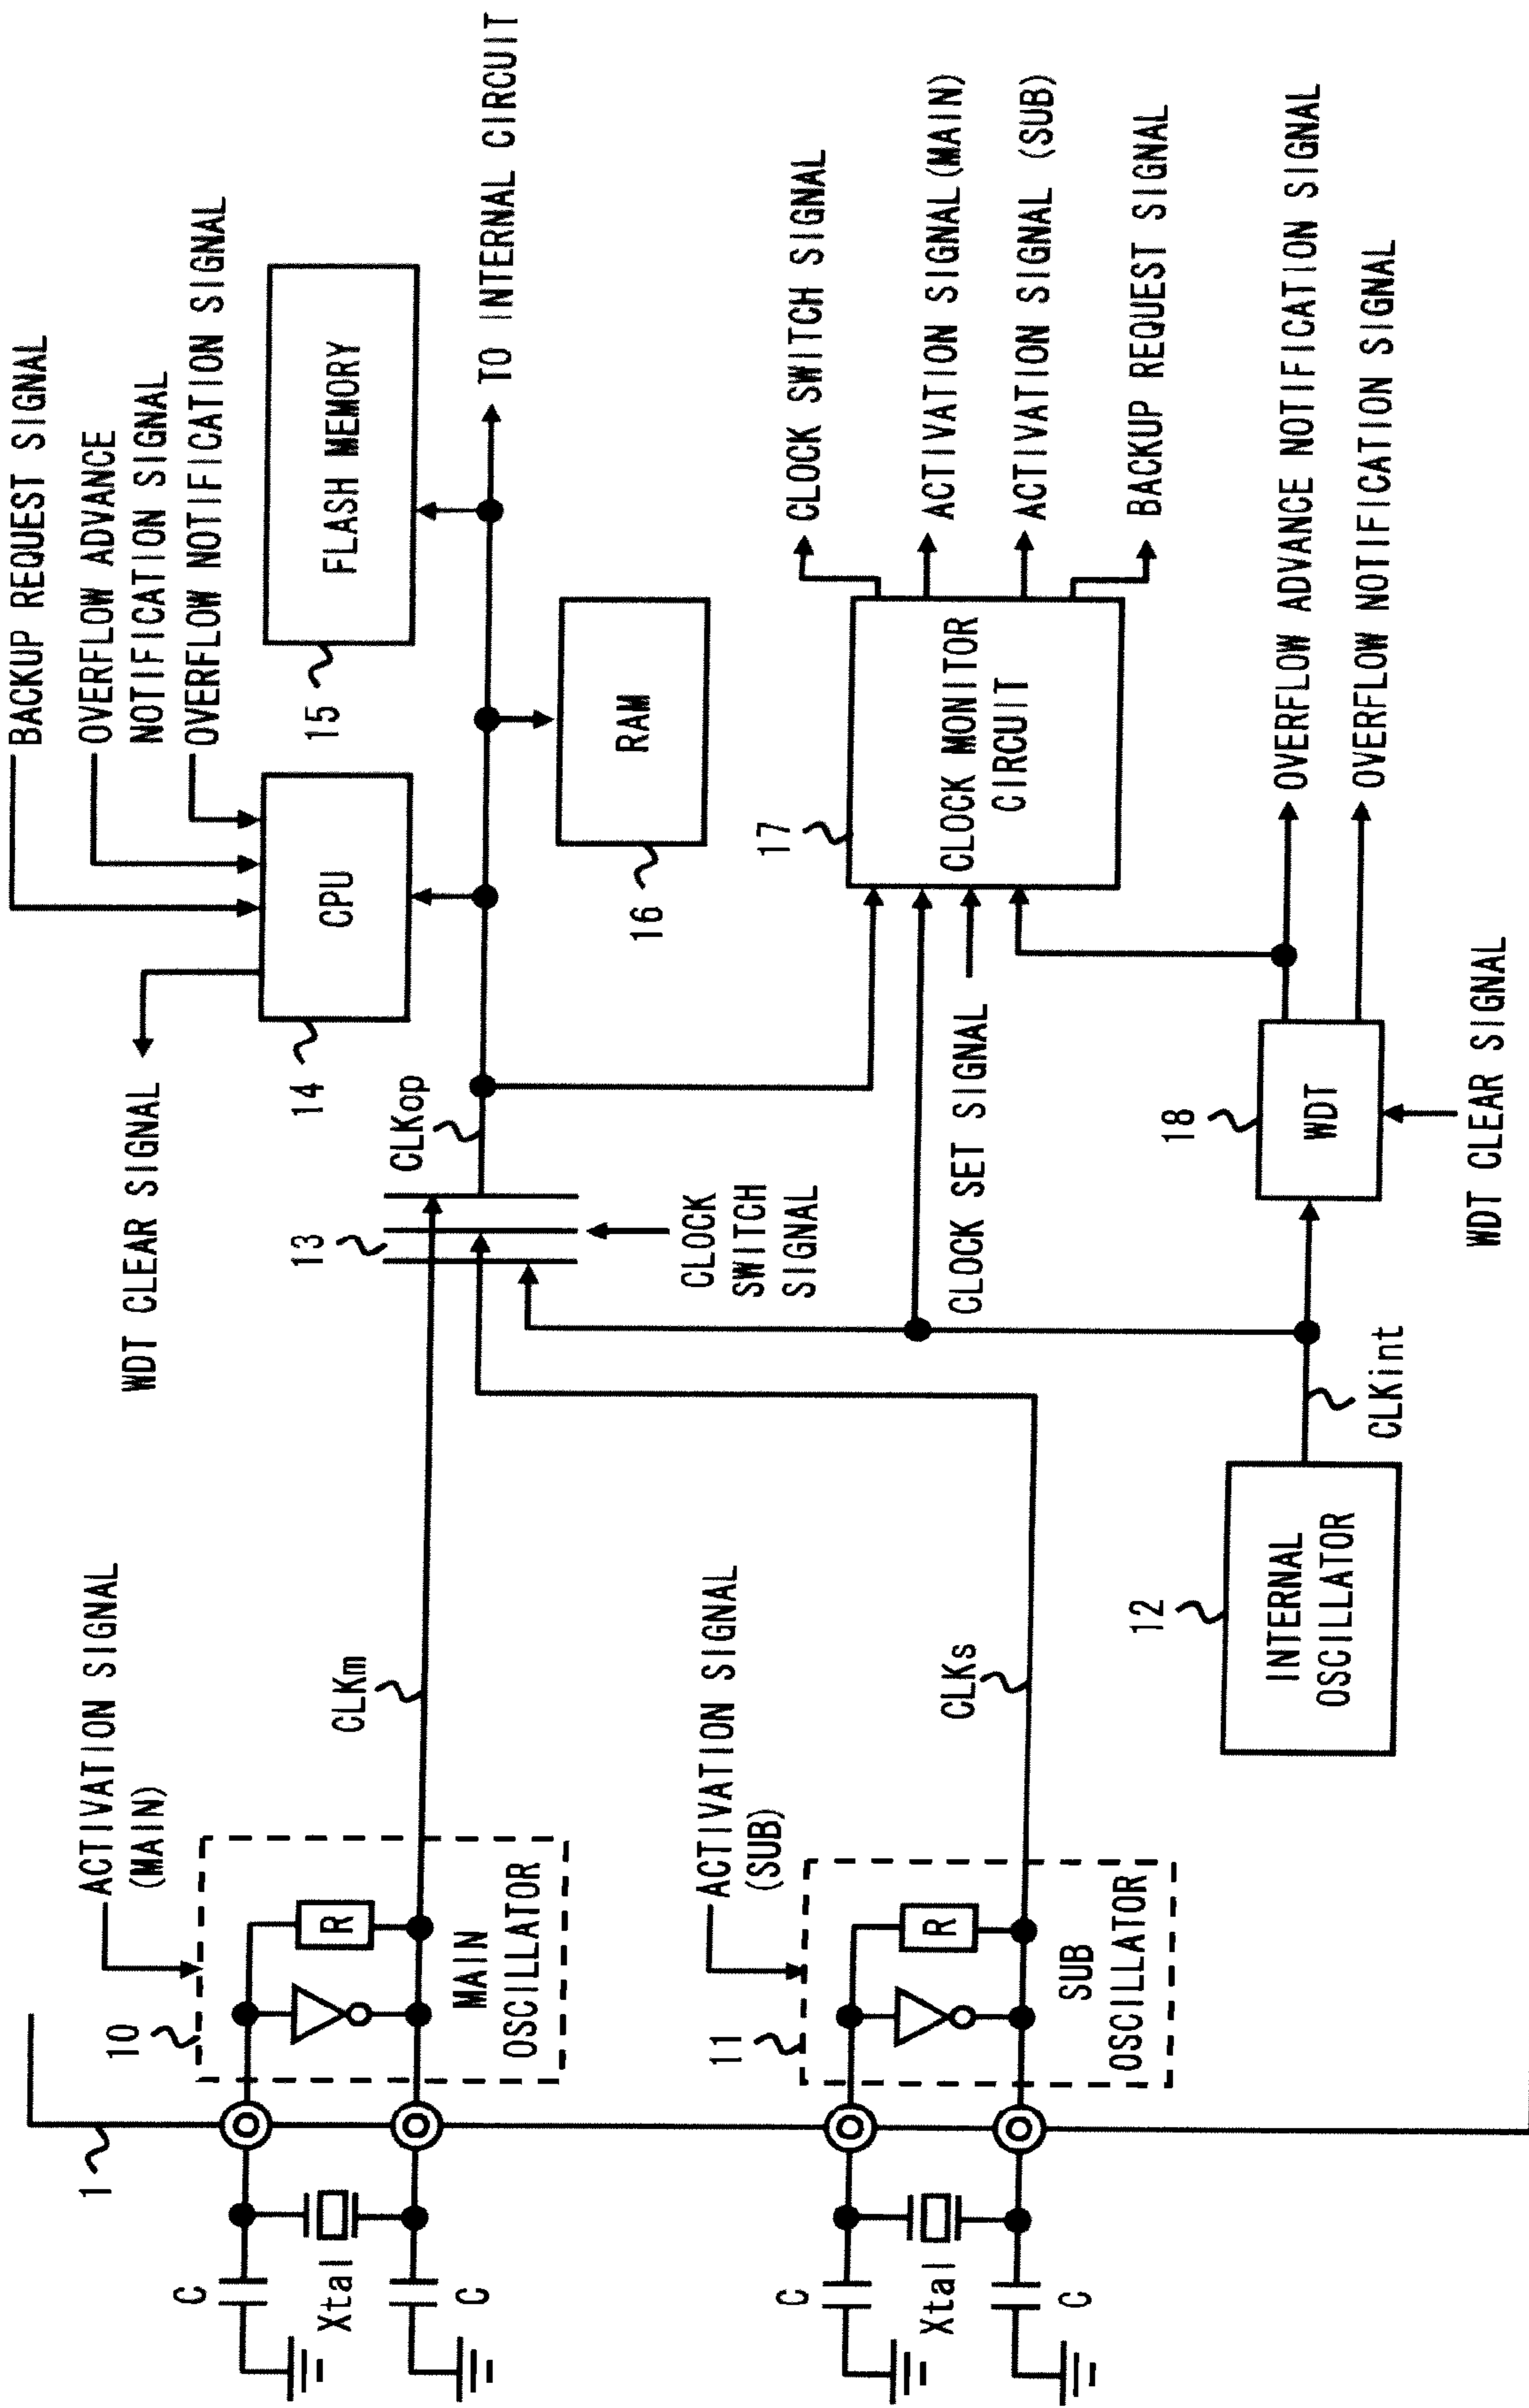 BACKUP REQUEST SIGNAL
OVERFLOW ADVANCE
NOTIFICATION SIGNAL
OVERFLOW NOTIFICATION SIGNAL
WDT CLEAR SIGNAL
14
CPU
15
FLASH MEMORY
TO INTERNAL CIRCUIT
16
RAM
CLKop
13
CLOCK
SWITCH
SIGNAL
1
ACTIVATION SIGNAL
(MAIN)
10
R
MAIN
OSCILLATOR
CLKm
C
Xtal
C
ACTIVATION SIGNAL
(SUB)
11
R
SUB
OSCILLATOR
CLKs
C
Xtal
C
17
CLOCK MONITOR
CIRCUIT
CLOCK SET SIGNAL
CLOCK SWITCH SIGNAL
ACTIVATION SIGNAL(MAIN)
ACTIVATION SIGNAL (SUB)
BACKUP REQUEST SIGNAL
12
INTERNAL
OSCILLATOR
CLKint
18
WDT
WDT CLEAR SIGNAL
OVERFLOW ADVANCE NOTIFICATION SIGNAL
OVERFLOW NOTIFICATION SIGNAL